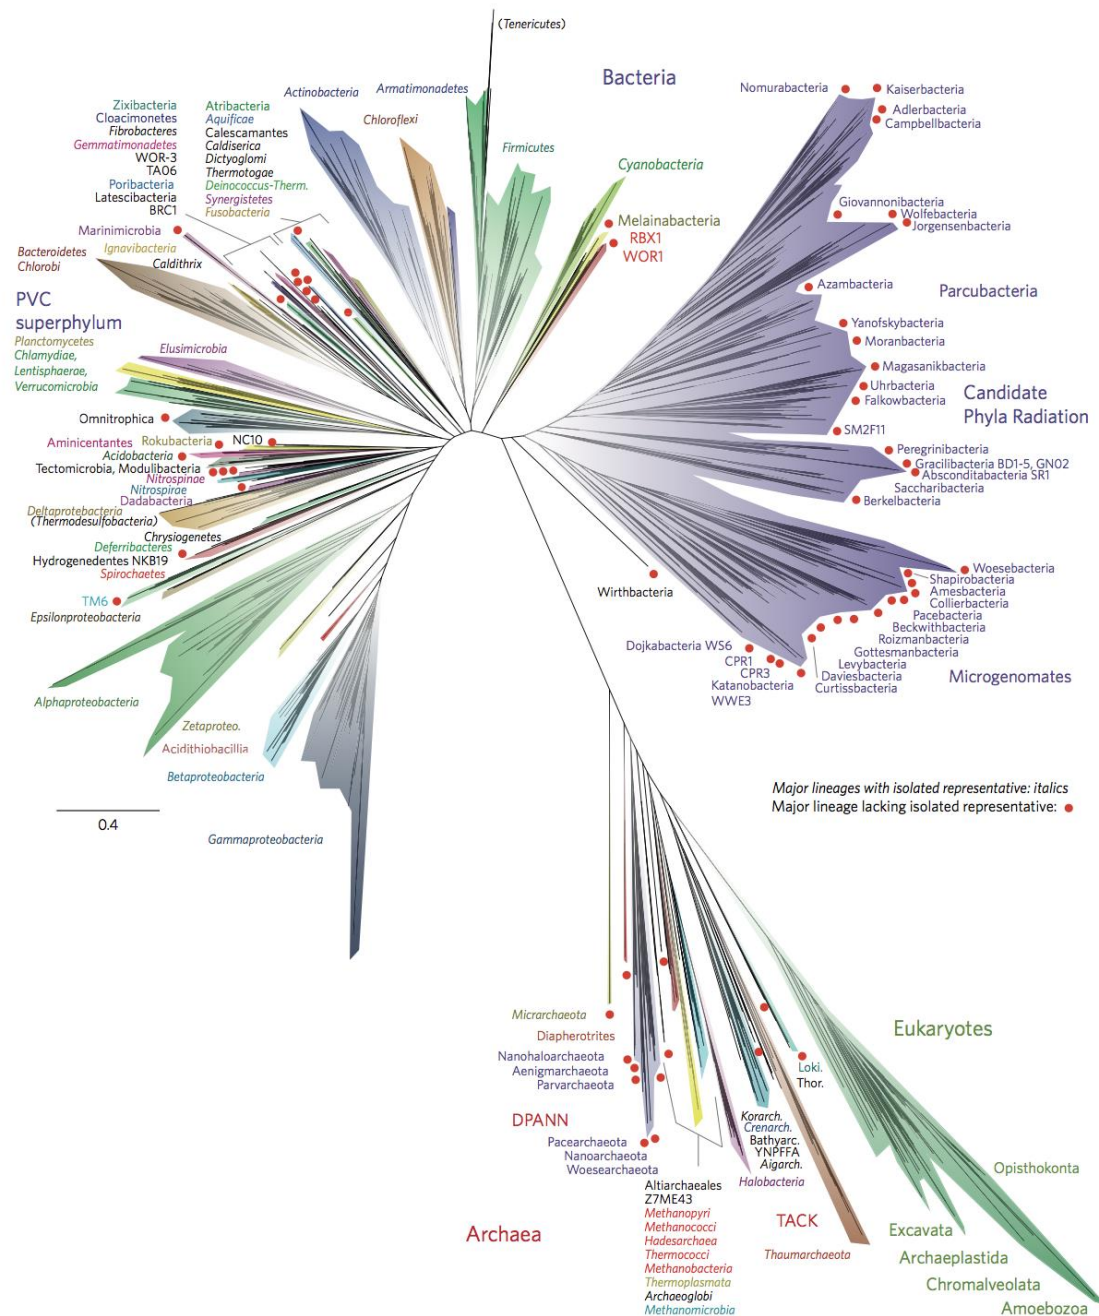 (Tenericutes)
Bacteria
Actinobacteria
Armatimonadetes
Chloroflexi
Firmicutes
Cyanobacteria
Melainabacteria
RBX1
WOR1
Zixibacteria
Cloacimonetes
Fibrobacteres
Gemmatimonadetes
WOR-3
TA06
Poribacteria
Latescibacteria
BRC1
Atribacteria
Aquificae
Calescamantes
Caldiserica
Dictyoglomi
Thermotogae
Deinococcus-Therm.
Synergistetes
Fusobacteria
Marinimicrobia
Ignavibacteria
Bacteroidetes
Chlorobi
Caldithrix
PVC
superphylum
Planctomycetes
Chlamydiae,
Lentisphaerae,
Verrucomicrobia
Elusimicrobia
Omnitrophica
Aminicentantes
Rokubacteria
NC10
Acidobacteria
Tectomicrobia, Modulibacteria
Nitrospinae
Nitrospirae
Dadabacteria
Deltaprotebacteria
(Thermodesulfobacteria)
Chrysiogenetes
Deferribacteres
Hydrogenedentes NKB19
Spirochaetes
TM6
Epsilonproteobacteria
Alphaproteobacteria
Zetaproteo.
Acidithiobacillia
Betaproteobacteria
Gammaproteobacteria
0.4
Nomurabacteria
Kaiserbacteria
Adlerbacteria
Campbellbacteria
Giovannonibacteria
Wolfebacteria
Jorgensenbacteria
Azambacteria
Parcubacteria
Yanofskybacteria
Moranbacteria
Magasanikbacteria
Uhrbacteria
Falkowbacteria
Candidate
Phyla Radiation
SM2F11
Peregrinibacteria
Gracilibacteria BD1-5, GN02
Absconditabacteria SR1
Saccharibacteria
Berkelbacteria
Woesebacteria
Shapirobacteria
Amesbacteria
Collierbacteria
Pacebacteria
Beckwithbacteria
Roizmanbacteria
Gottesmanbacteria
Levybacteria
Daviesbacteria
Curtissbacteria
Microgenomates
Wirthbacteria
Dojkabacteria WS6
CPR1
CPR3
Katanobacteria
WWE3
Major lineages with isolated representative: italics
Major lineage lacking isolated representative:
Micrarchaeota
Diapherotrites
Nanohaloarchaeota
Aenigmarchaeota
Parvarchaeota
DPANN
Pacearchaeota
Nanoarchaeota
Woesearchaeota
Archaea
Altiarchaeales
Z7ME43
Methanopyri
Methanococci
Hadesarchaea
Thermococci
Methanobacteria
Thermoplasmata
Archaeoglobi
Methanomicrobia
Halobacteria
Korarch.
Crenarch.
Bathyarc.
YNPFFA
Aigarch.
TACK
Thaumarchaeota
Loki.
Thor.
Eukaryotes
Opisthokonta
Excavata
Archaeplastida
Chromalveolata
Amoebozoa